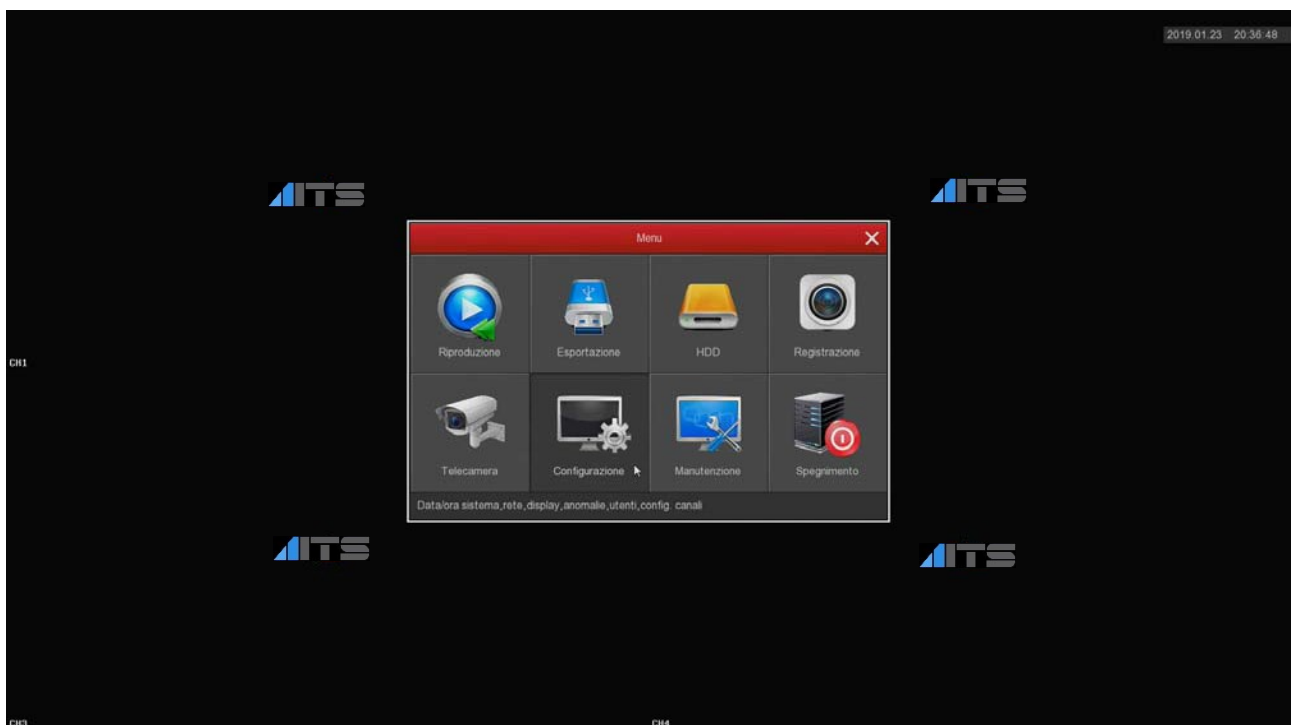 2019.01.23 20:36:48
ITS
ITS
Menu
Riproduzione Esportazione HDD Registrazione
CH1
Telecamera Configurazione Manutenzione Spegnimento
Data/ora sistema,rete,display,anomalie,utenti,config. canali
ITS
ITS
CH3 CH4